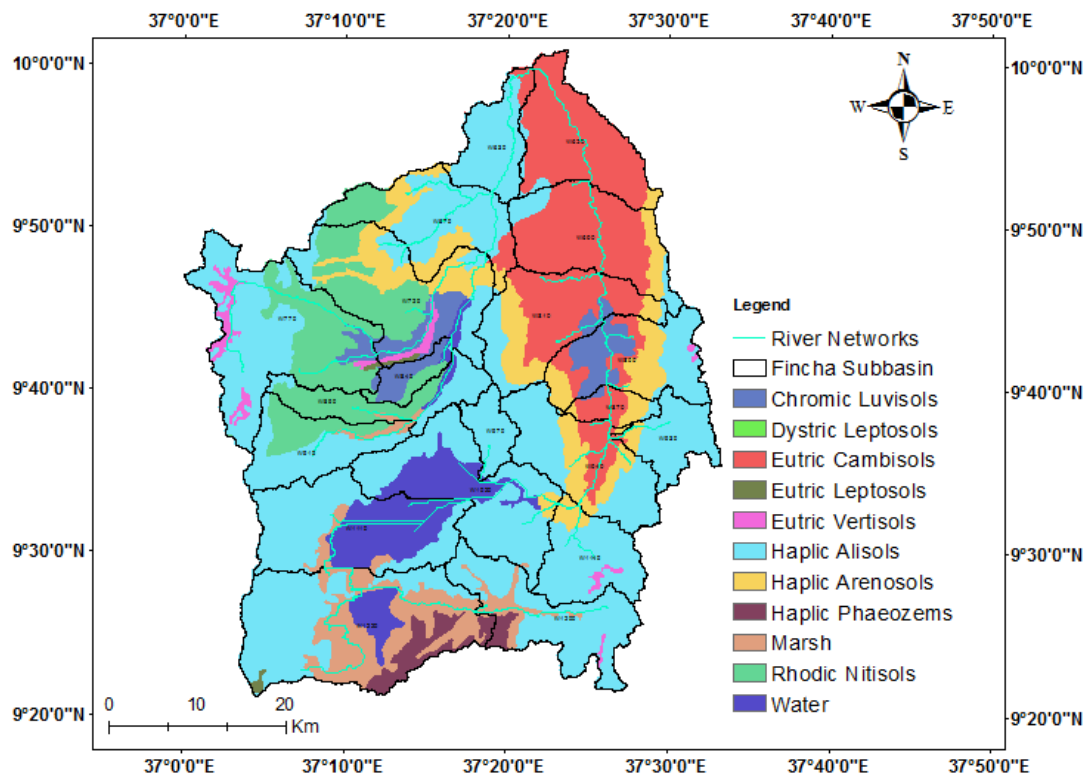 37°0'0"E 37°10'0"E 37°20'0"E 37°30'0"E 37°40'0"E 37°50'0"E
10°0'0"N
10°0'0"N
N
W E
S
9°50'0"N
9°50'0"N
9°40'0"N
9°40'0"N
9°30'0"N
9°30'0"N
9°20'0"N
9°20'0"N
Legend
River Networks
Fincha Subbasin
Chromic Luvisols
Dystric Leptosols
Eutric Cambisols
Eutric Leptosols
Eutric Vertisols
Haplic Alisols
Haplic Arenosols
Haplic Phaeozems
Marsh
Rhodic Nitisols
Water
0 10 20
Km
37°0'0"E 37°10'0"E 37°20'0"E 37°30'0"E 37°40'0"E 37°50'0"E